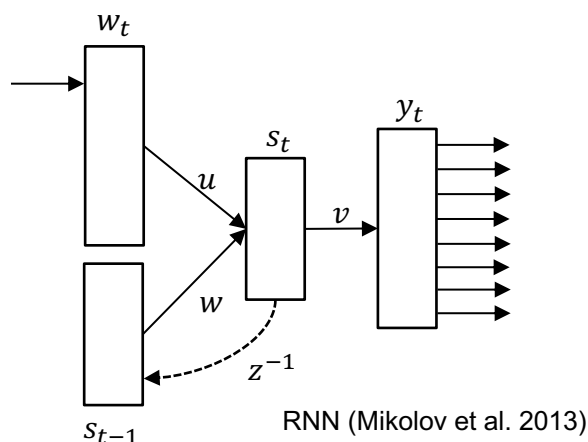 w_t
s_t
y_t
u
v
w
z^{-1}
s_{t-1}
RNN (Mikolov et al. 2013)